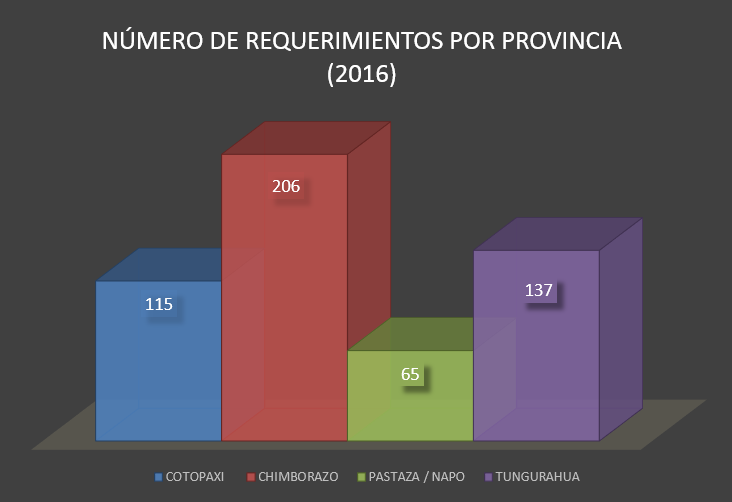 NÚMERO DE REQUERIMIENTOS POR PROVINCIA
(2016)
206
115
137
65
COTOPAXI CHIMBORAZO PASTAZA / NAPO TUNGURAHUA